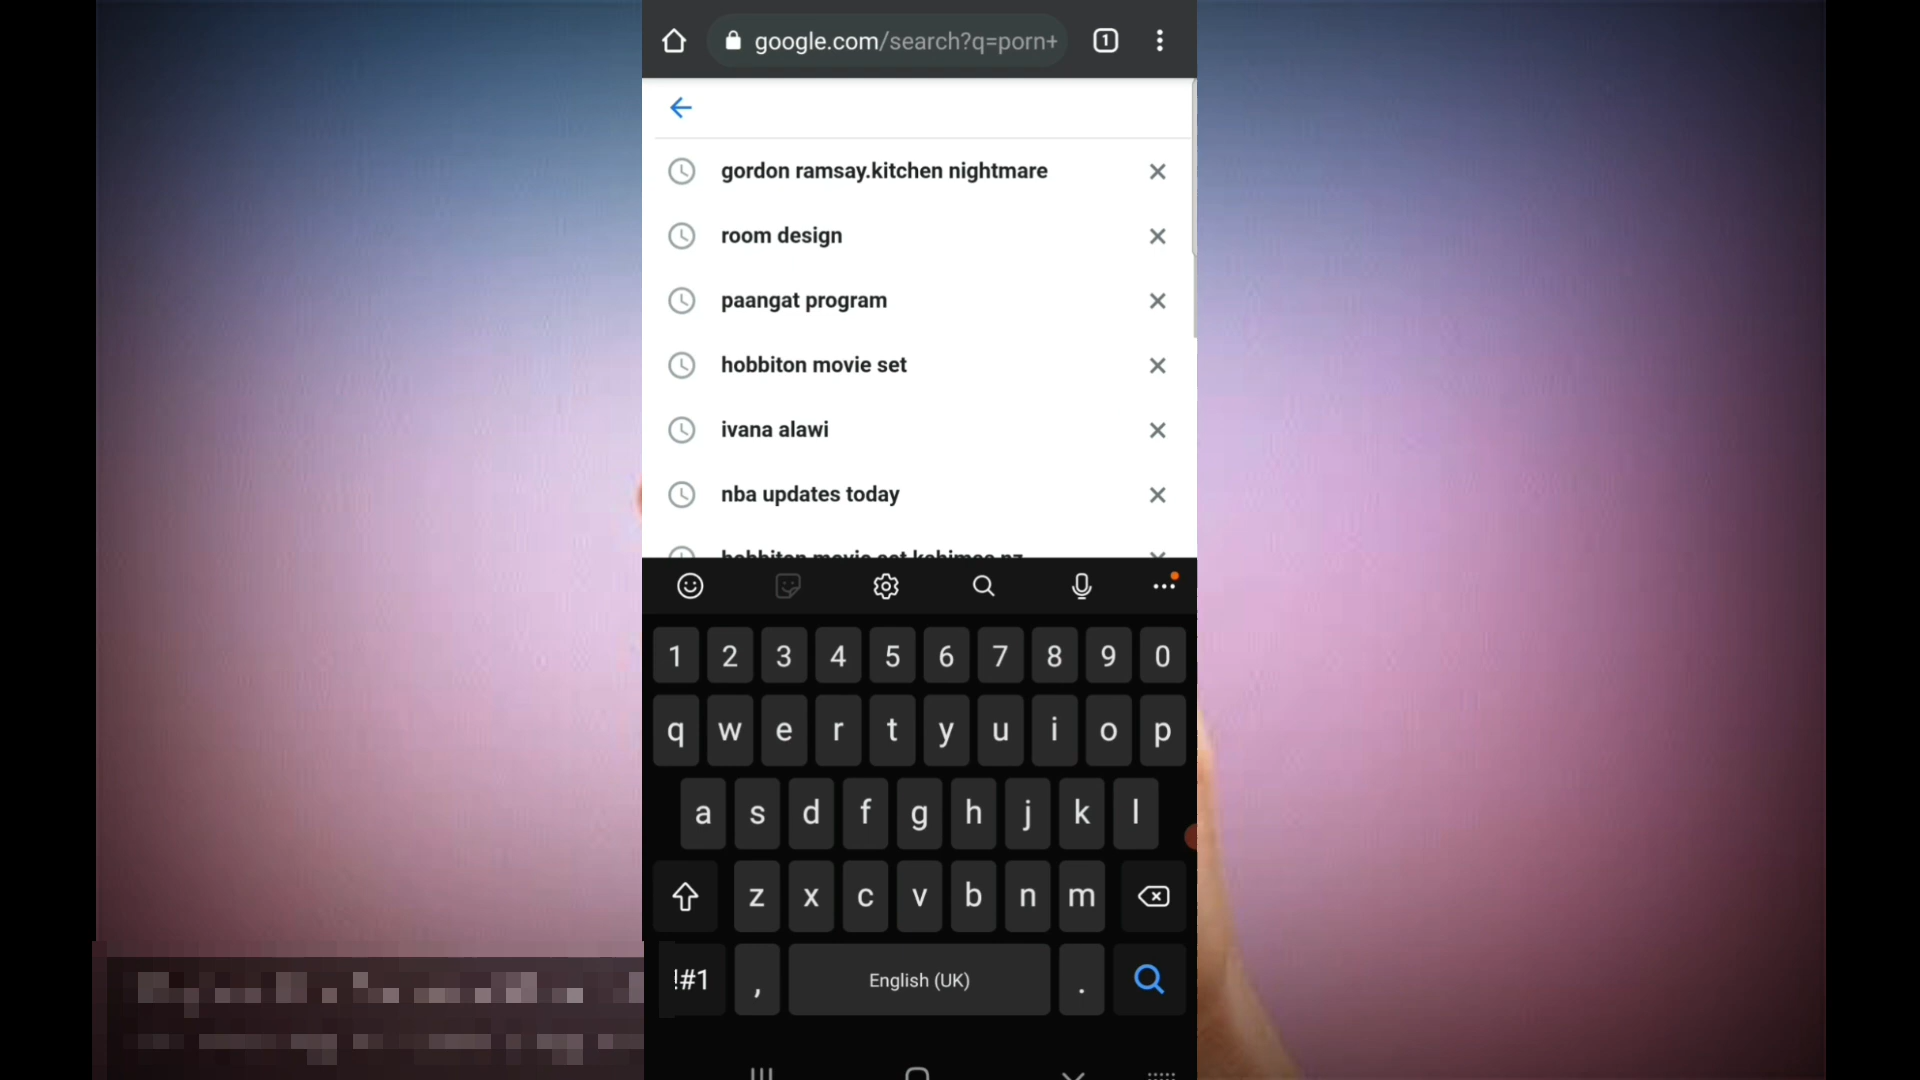 google.com/search?q=porn+
1
gordon ramsay.kitchen nightmare
room design
paangat program
hobbiton movie set
ivana alawi
nba updates today
1 2 3 4 5 6 7 8 9 0
q w e r t y u i o p
a s d f g h j k l
z x c v b n m
!#1 , English (UK) .